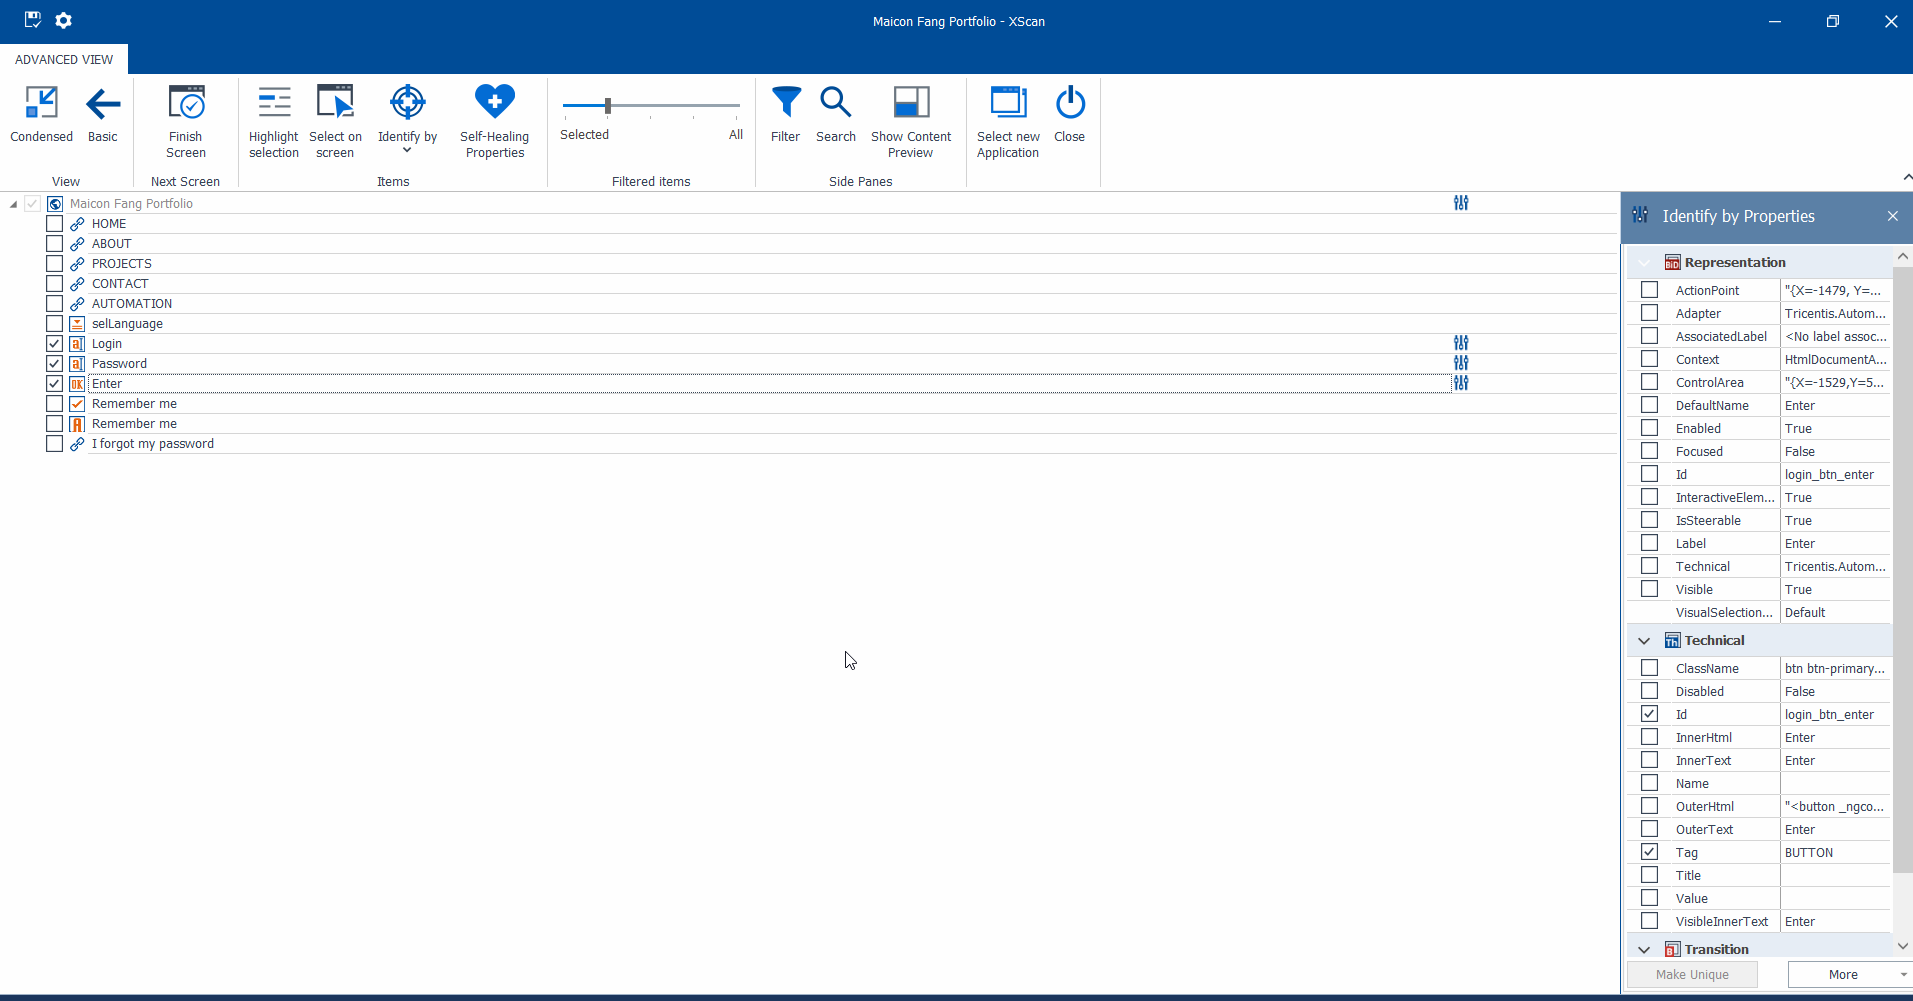 Maicon Fang Portfolio - XScan
ADVANCED VIEW
Condensed
Basic
View
Finish
Screen
Next Screen
Highlight
selection
Select on
screen
Identify by
Self-Healing
Properties
Items
Selected
All
Filtered items
Filter
Search
Show Content
Preview
Side Panes
Select new
Application
Close
Maicon Fang Portfolio
HOME
ABOUT
PROJECTS
CONTACT
AUTOMATION
selLanguage
Login
Password
Enter
Remember me
Remember me
I forgot my password
Identify by Properties
Representation
ActionPoint "{X=-1479, Y=...
Adapter Tricentis.Autom...
AssociatedLabel <No label assoc...
Context HtmlDocumentA...
ControlArea "{X=-1529,Y=5...
DefaultName Enter
Enabled True
Focused False
Id login_btn_enter
InteractiveElem... True
IsSteerable True
Label Enter
Technical Tricentis.Autom...
Visible True
VisualSelection... Default
Technical
ClassName btn btn-primary...
Disabled False
Id login_btn_enter
InnerHtml Enter
InnerText Enter
Name
OuterHtml "<button _ngco...
OuterText Enter
Tag BUTTON
Title
Value
VisibleInnerText Enter
Transition
Make Unique
More